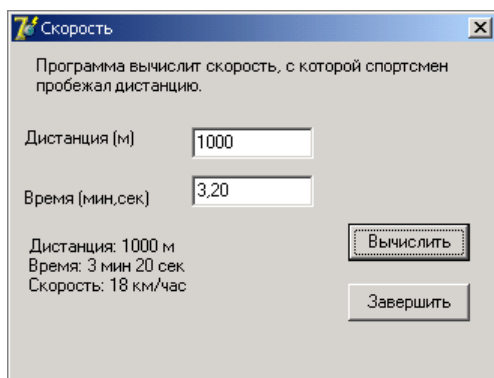 Скорость
Программа вычислит скорость, с которой спортсмен
пробежал дистанцию.
Дистанция (м) 1000
Время (мин,сек) 3,20
Дистанция: 1000 м
Время: 3 мин 20 сек
Скорость: 18 км/час
Вычислить
Завершить